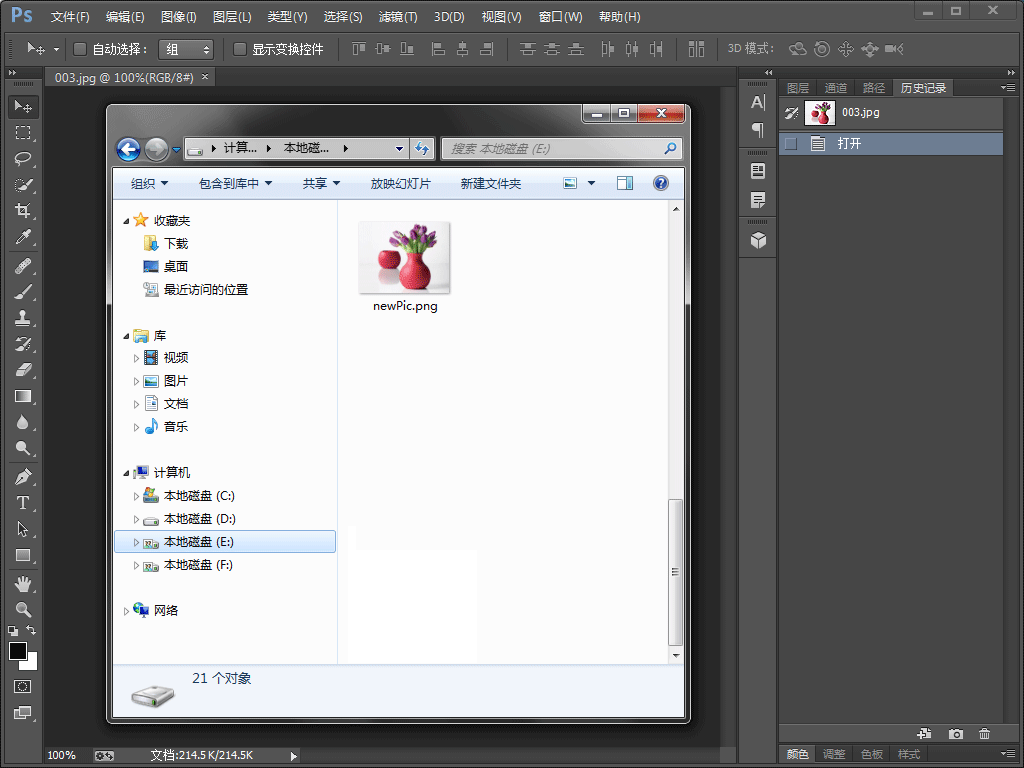 Ps 文件(F) 编辑(E) 图像(I) 图层(L) 类型(Y) 选择(S) 滤镜(T) 3D(D) 视图(V) 窗口(W) 帮助(H)
自动选择： 组 显示变换控件 3D 模式：
003.jpg @ 100%(RGB/8#) ×
计算... 本地磁... 搜索 本地磁盘 (E:)
组织 包含到库中 共享 放映幻灯片 新建文件夹
收藏夹
下载
桌面
最近访问的位置
库
视频
图片
文档
音乐
计算机
本地磁盘 (C:)
本地磁盘 (D:)
本地磁盘 (E:)
本地磁盘 (F:)
网络
newPic.png
21 个对象
图层 通道 路径 历史记录
003.jpg
打开
100% 文档:214.5K/214.5K
颜色 调整 色板 样式